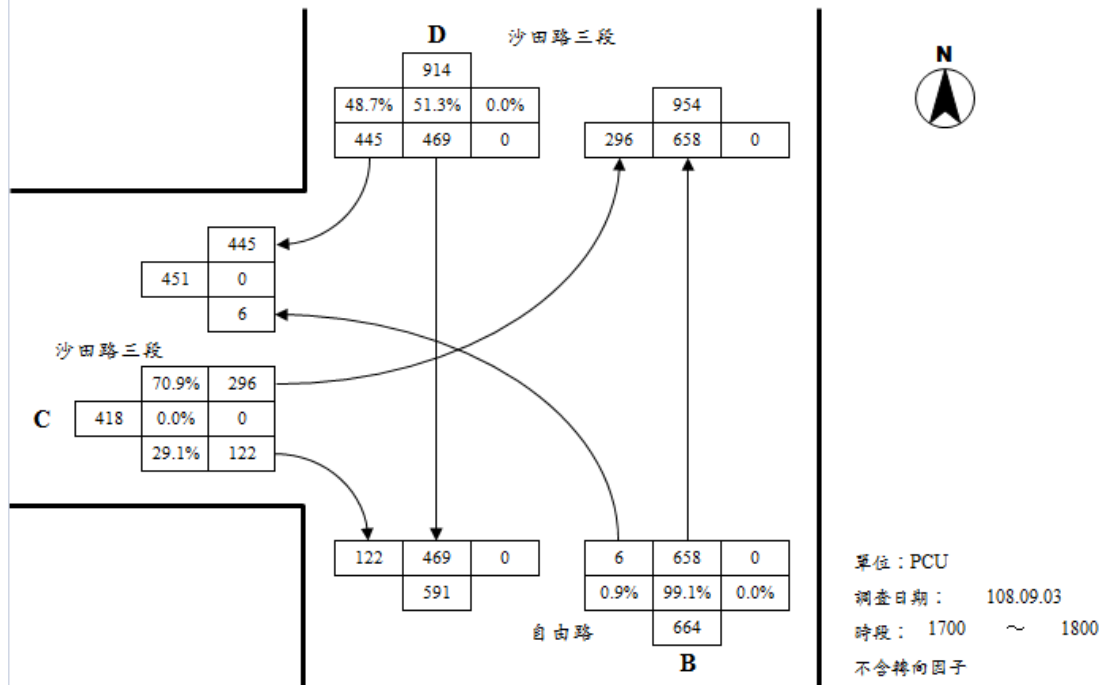 D 沙田路三段
N
914
48.7% 51.3% 0.0%
445 469 0
954
296 658 0
445
451 0
6
沙田路三段
70.9% 296
C 418 0.0% 0
29.1% 122
122 469 0
591
6 658 0
0.9% 99.1% 0.0%
664
自由路
B
單位：PCU
調查日期： 108.09.03
時段： 1700 ～ 1800
不含轉向因子